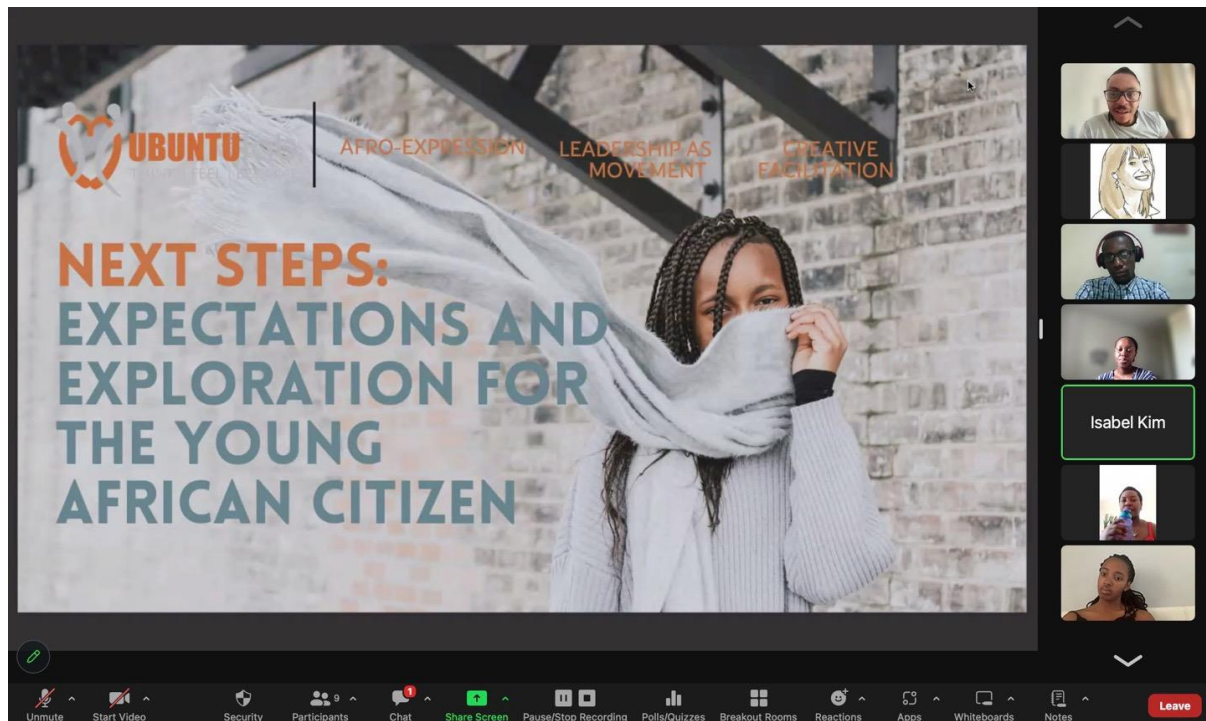 UBUNTU
AFRO-EXPRESSION
LEADERSHIP AS
MOVEMENT
CREATIVE
FACILITATION
NEXT STEPS:
EXPECTATIONS AND
EXPLORATION FOR
THE YOUNG
AFRICAN CITIZEN
Isabel Kim
Unmute
Start Video
Security
9
Participants
1
Chat
Share Screen
Pause/Stop Recording
Polls/Quizzes
Breakout Rooms
Reactions
Apps
Whiteboards
Notes
Leave